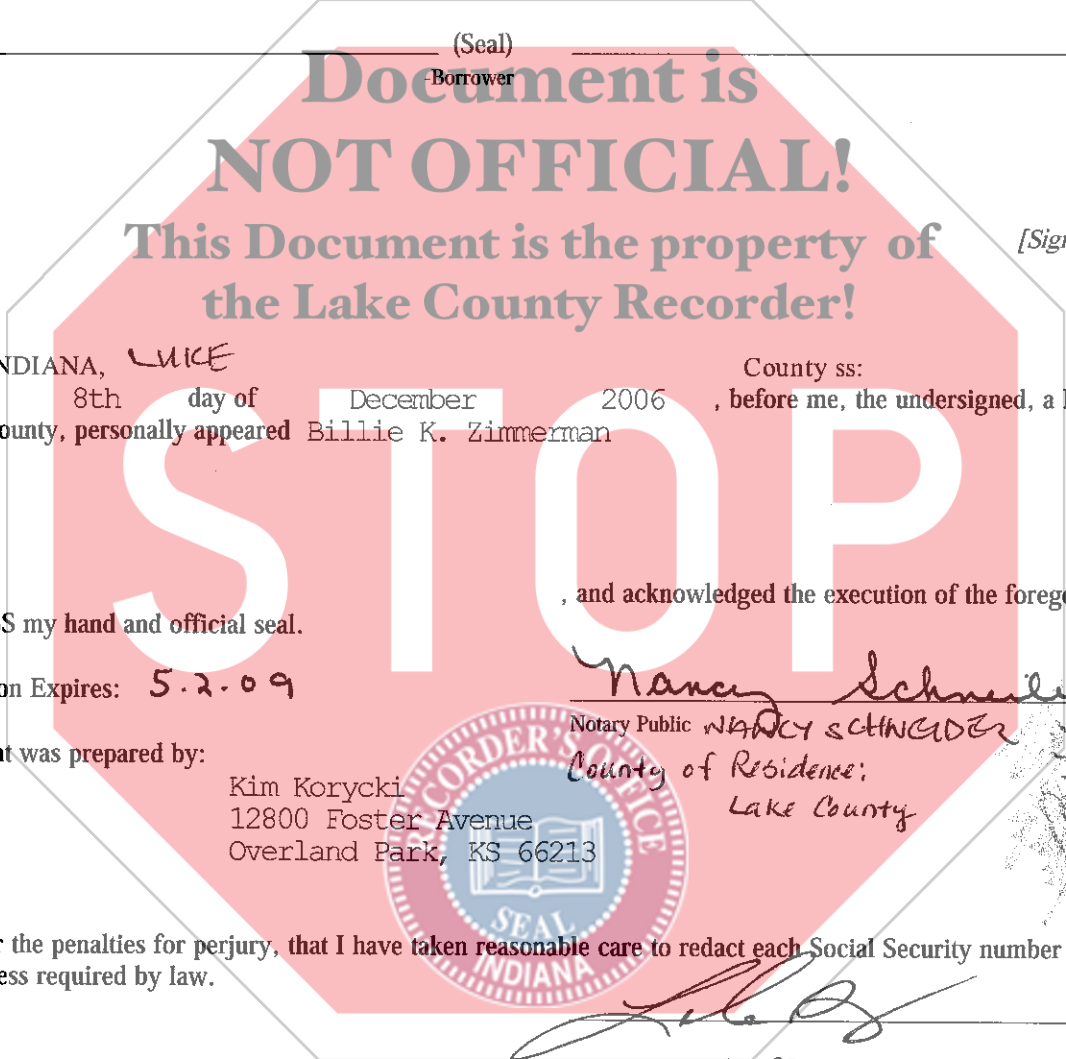 (Seal)
-Borrower
Document is
NOT OFFICIAL!
This Document is the property of
the Lake County Recorder!
[Sign
NDIANA, LAKE County ss:
8th day of December 2006 , before me, the undersigned, a
ounty, personally appeared Billie K. Zimmerman
STOP
, and acknowledged the execution of the forego
S my hand and official seal.
on Expires: 5.2.09
Nancy Schneider
Notary Public NANCY SCHNEIDER
County of Residence:
Lake County
t was prepared by:
Kim Korycki
12800 Foster Avenue
Overland Park, KS 66213
RECORDER'S OFFICE
SEAL
INDIANA
r the penalties for perjury, that I have taken reasonable care to redact each Social Security number
ess required by law.